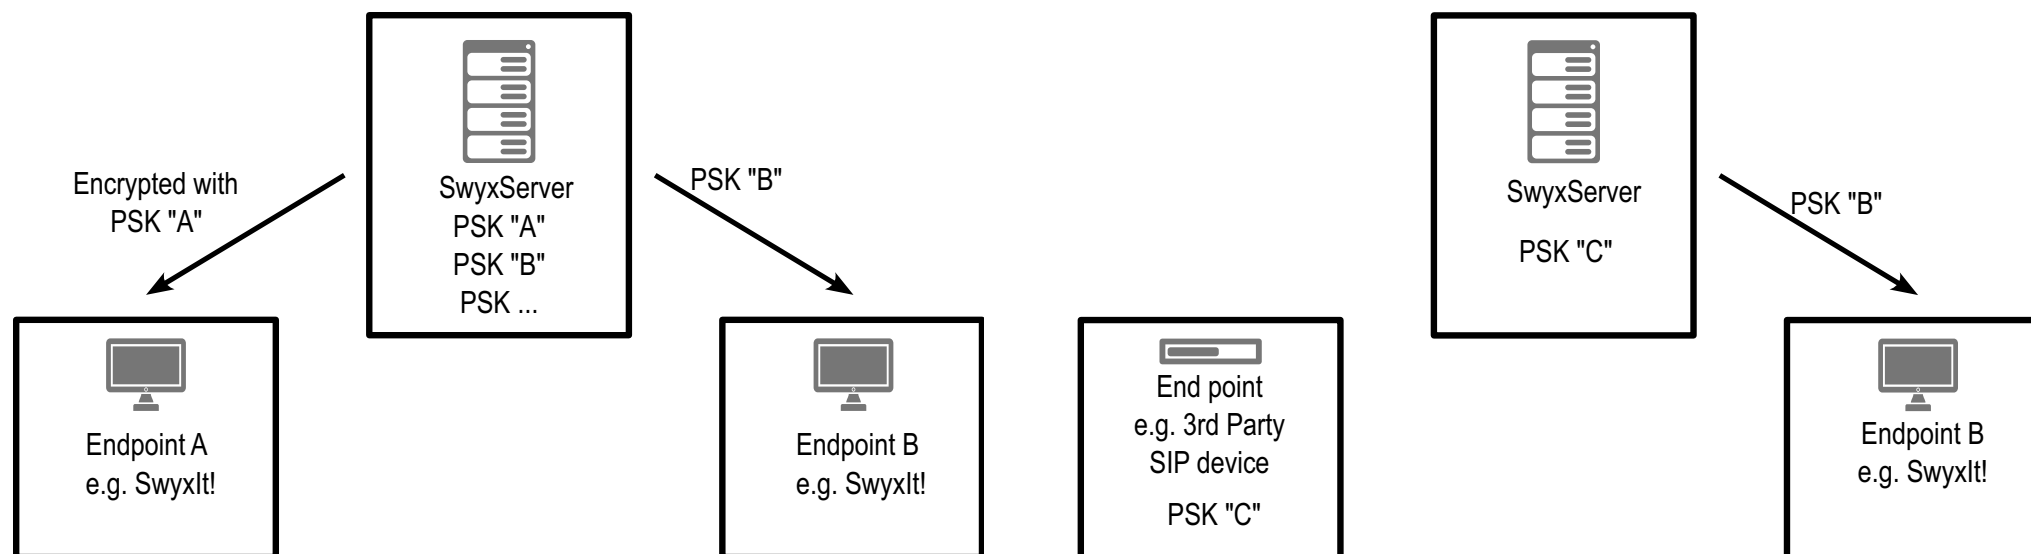 Encrypted with
PSK "A"
SwyxServer
PSK "A"
PSK "B"
PSK ...
PSK "B"
Endpoint A
e.g. SwyxIt!
Endpoint B
e.g. SwyxIt!
End point
e.g. 3rd Party
SIP device
PSK "C"
SwyxServer
PSK "C"
PSK "B"
Endpoint B
e.g. SwyxIt!